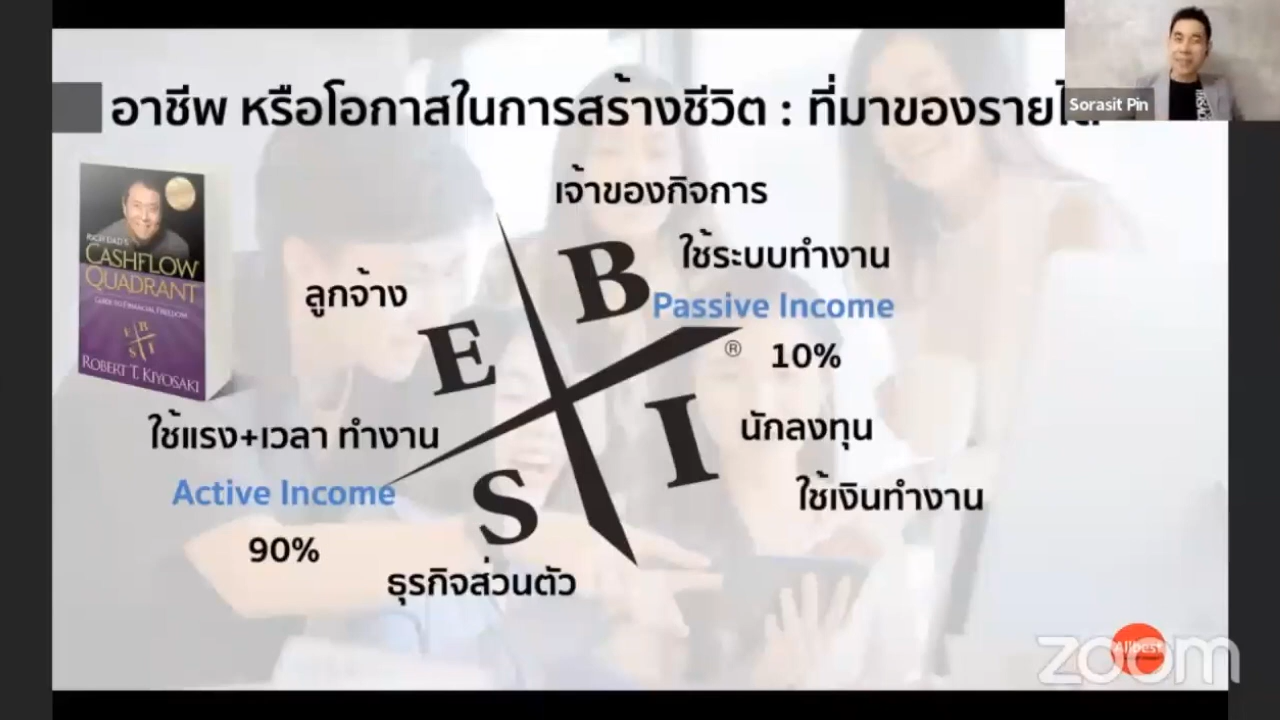 Sorasit Pin
อาชีพ หรือโอกาสในการสร้างชีวิต : ที่มาของราย
เจ้าของกิจการ
B
ใช้ระบบทำงาน
Passive Income
® 10%
RICH DAD'S
CASHFLOW
QUADRANT
GUIDE TO FINANCIAL FREEDOM
E B
S I
ROBERT T. KIYOSAKI
ลูกจ้าง
E
ใช้แรง+เวลา ทำงาน
Active Income
90%
S
ธุรกิจส่วนตัว
I
นักลงทุน
ใช้เงินทำงาน
Allbest
zoom